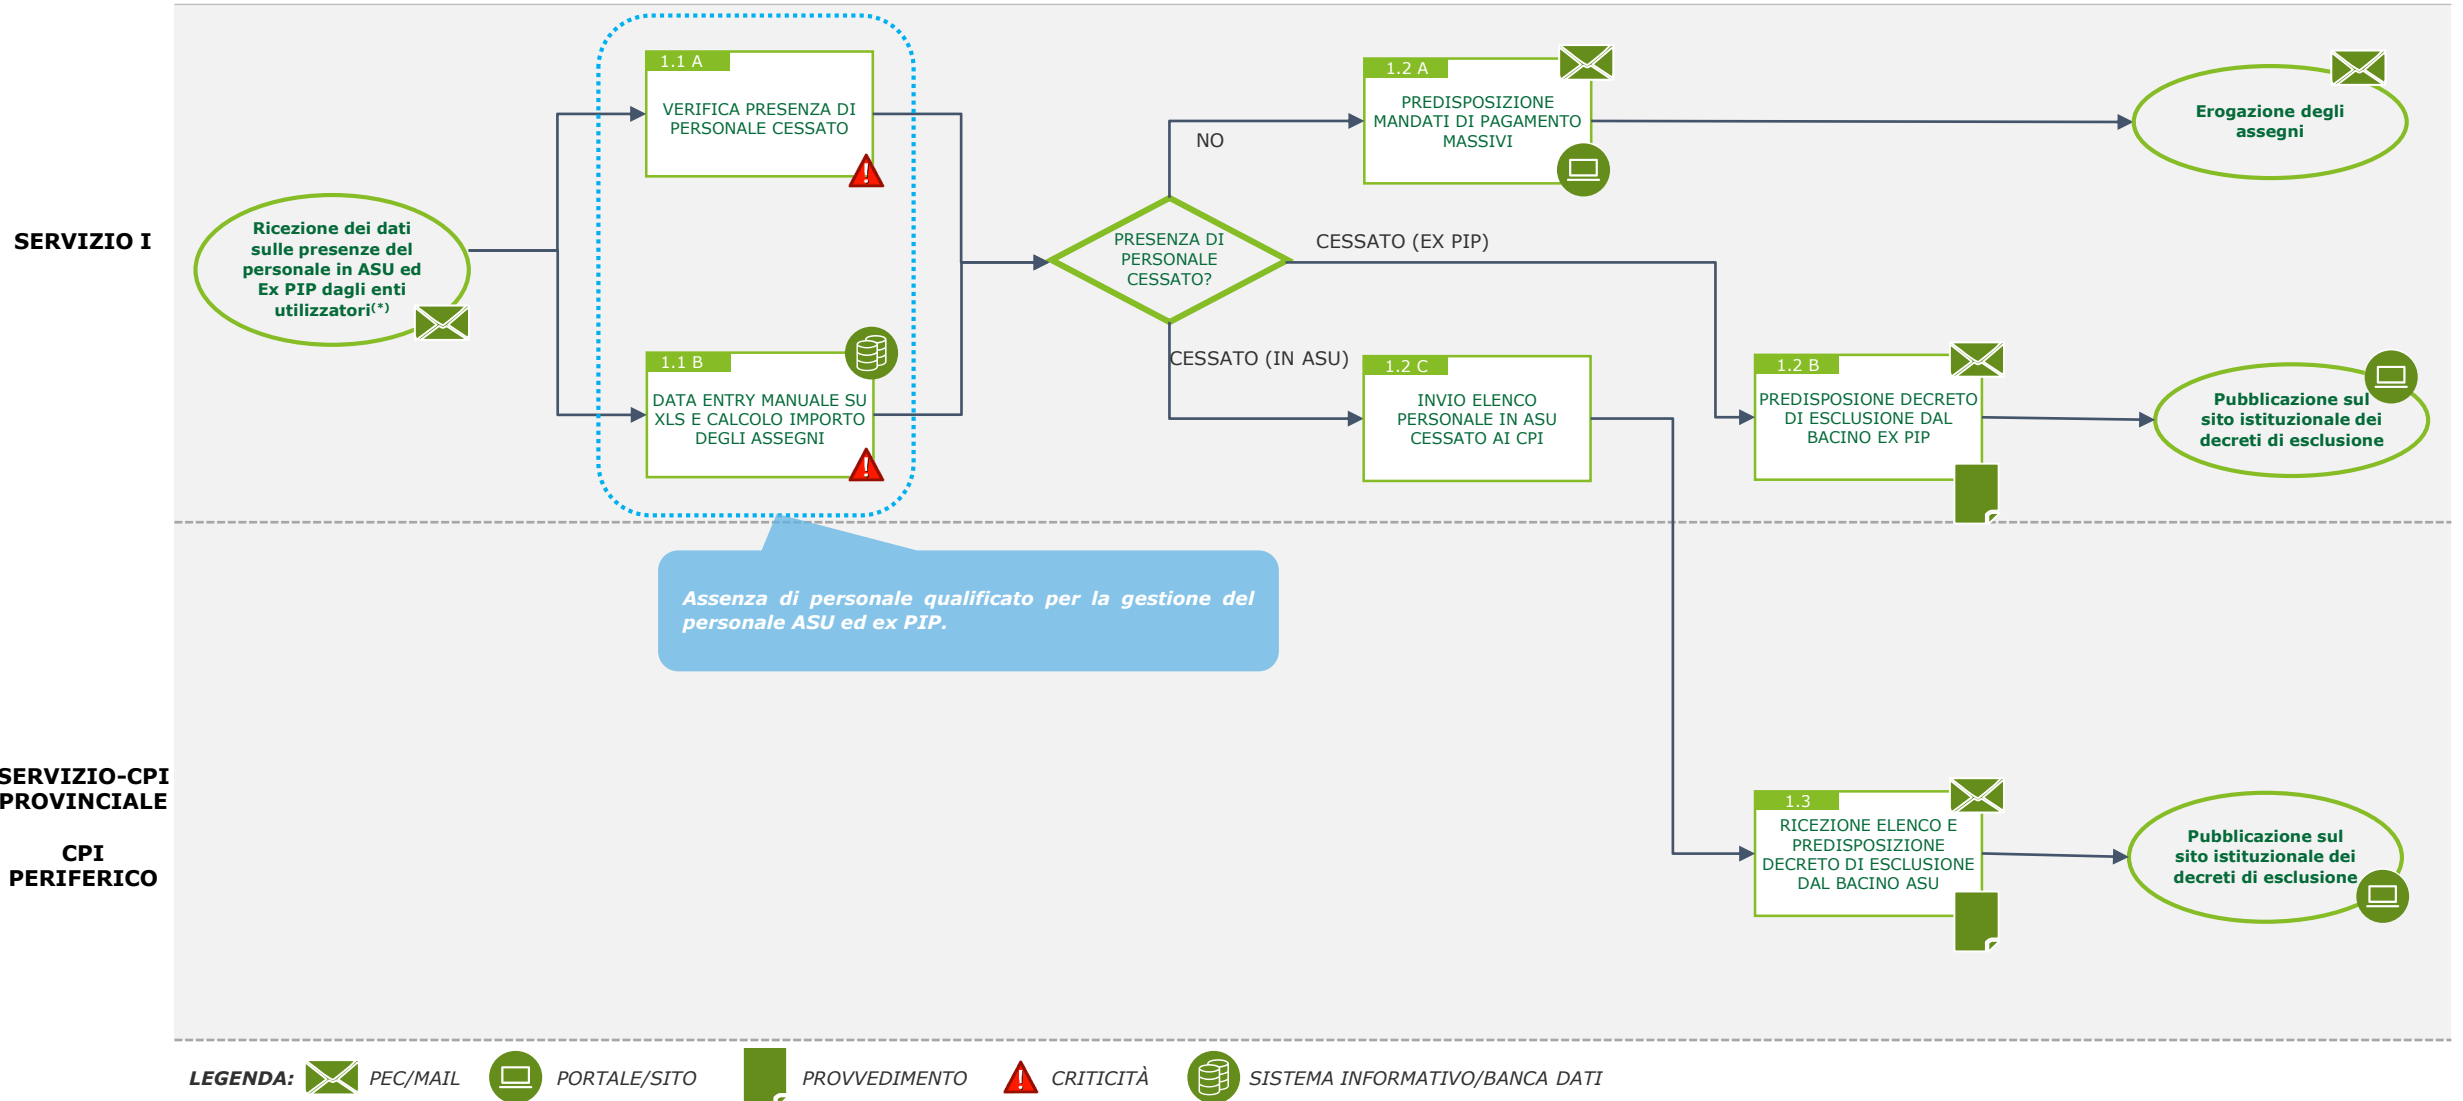 SERVIZIO I
Ricezione dei dati
sulle presenze del
personale in ASU ed
Ex PIP dagli enti
utilizzatori(*)
1.1 A
VERIFICA PRESENZA DI
PERSONALE CESSATO
1.1 B
DATA ENTRY MANUALE SU
XLS E CALCOLO IMPORTO
DEGLI ASSEGNI
PRESENZA DI
PERSONALE
CESSATO?
NO
CESSATO (EX PIP)
CESSATO (IN ASU)
1.2 A
PREDISPOSIZIONE
MANDATI DI PAGAMENTO
MASSIVI
Erogazione degli
assegni
1.2 C
INVIO ELENCO
PERSONALE IN ASU
CESSATO AI CPI
1.2 B
PREDISPOSIONE DECRETO
DI ESCLUSIONE DAL
BACINO EX PIP
Pubblicazione sul
sito istituzionale dei
decreti di esclusione
Assenza di personale qualificato per la gestione del
personale ASU ed ex PIP.
SERVIZIO-CPI
PROVINCIALE
CPI
PERIFERICO
1.3
RICEZIONE ELENCO E
PREDISPOSIZIONE
DECRETO DI ESCLUSIONE
DAL BACINO ASU
Pubblicazione sul
sito istituzionale dei
decreti di esclusione
LEGENDA: PEC/MAIL PORTALE/SITO PROVVEDIMENTO CRITICITÀ SISTEMA INFORMATIVO/BANCA DATI